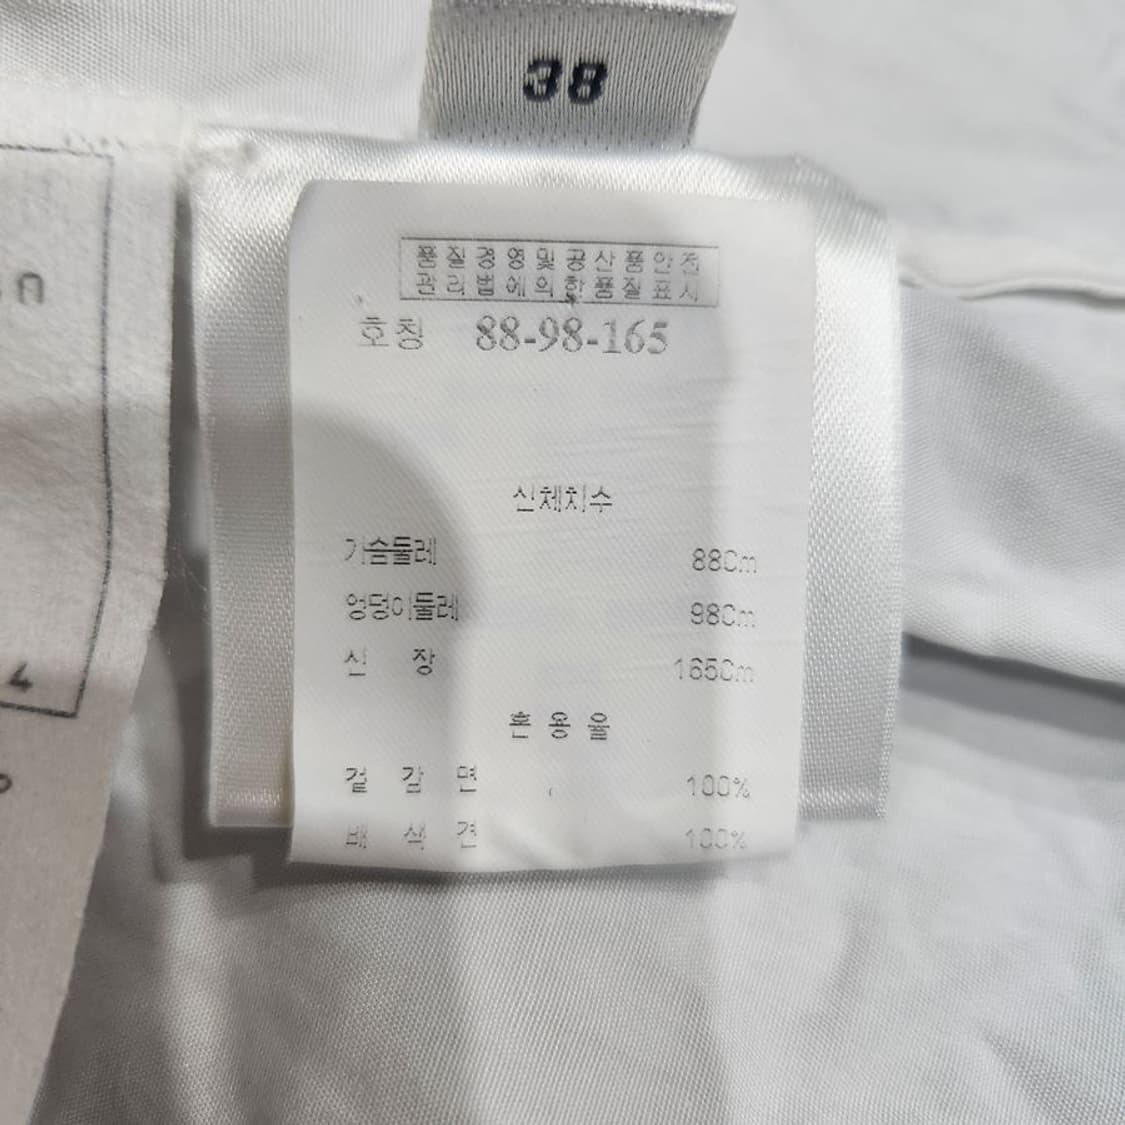 38
품질경영및공산품안전
관리법에의한품질표시
호칭 88-98-165
신체치수
가슴둘레 88Cm
엉덩이둘레 98Cm
신 장 165Cm
혼 용 율
겉 감 면 100%
배 색 견 100%
4